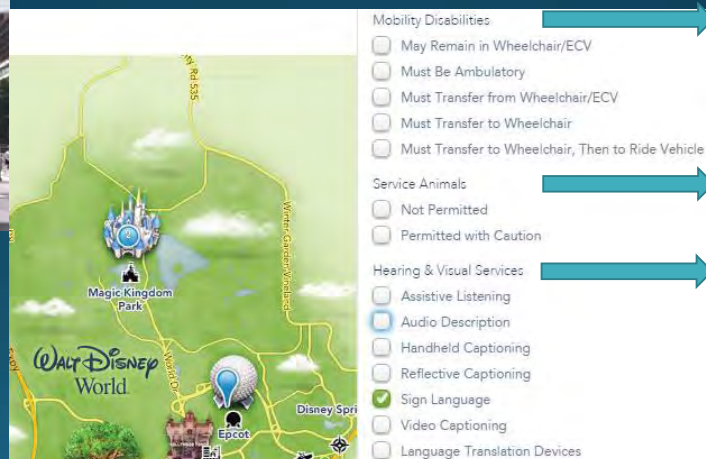 Mobility Disabilities
May Remain in Wheelchair/ECV
Must Be Ambulatory
Must Transfer from Wheelchair/ECV
Must Transfer to Wheelchair
Must Transfer to Wheelchair, Then to Ride Vehicle
Service Animals
Not Permitted
Permitted with Caution
Hearing & Visual Services
Assistive Listening
Audio Description
Handheld Captioning
Reflective Captioning
Sign Language
Video Captioning
Language Translation Devices
Rd 535
Winter-Garden-Vineland
2
Magic Kingdom
Park
World Dr
WALT DISNEY
World
Epcot
Disney Spri